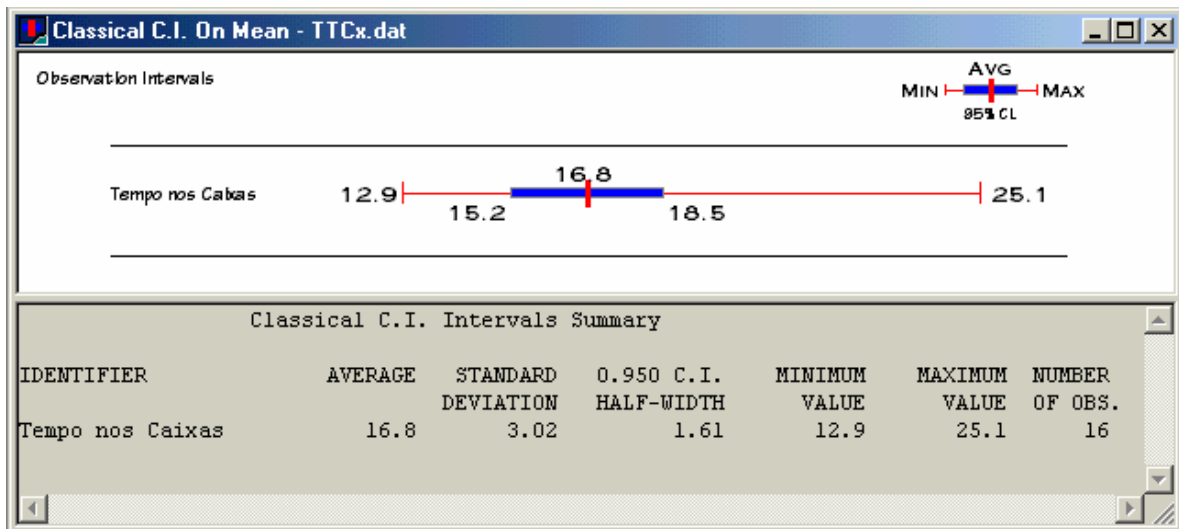 Classical C.I. On Mean - TTCx.dat
Observation Intervals
AVG
MIN MAX
95% CL
Tempo nos Caixas 12.9 15.2 16.8 18.5 25.1
Classical C.I. Intervals Summary
IDENTIFIER AVERAGE STANDARD 0.950 C.I. MINIMUM MAXIMUM NUMBER
DEVIATION HALF-WIDTH VALUE VALUE OF OBS.
Tempo nos Caixas 16.8 3.02 1.61 12.9 25.1 16